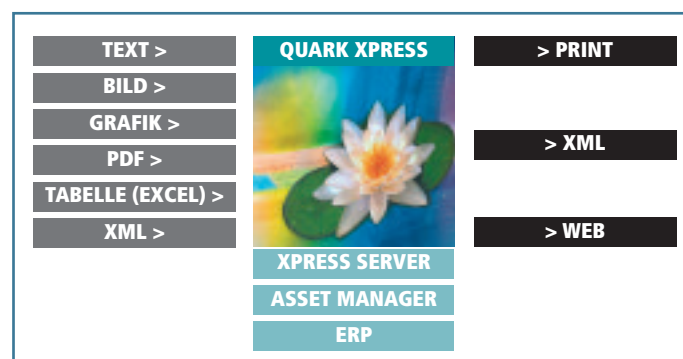 TEXT >
BILD >
GRAFIK >
PDF >
TABELLE (EXCEL) >
XML >
QUARK XPRESS
XPRESS SERVER
ASSET MANAGER
ERP
> PRINT
> XML
> WEB